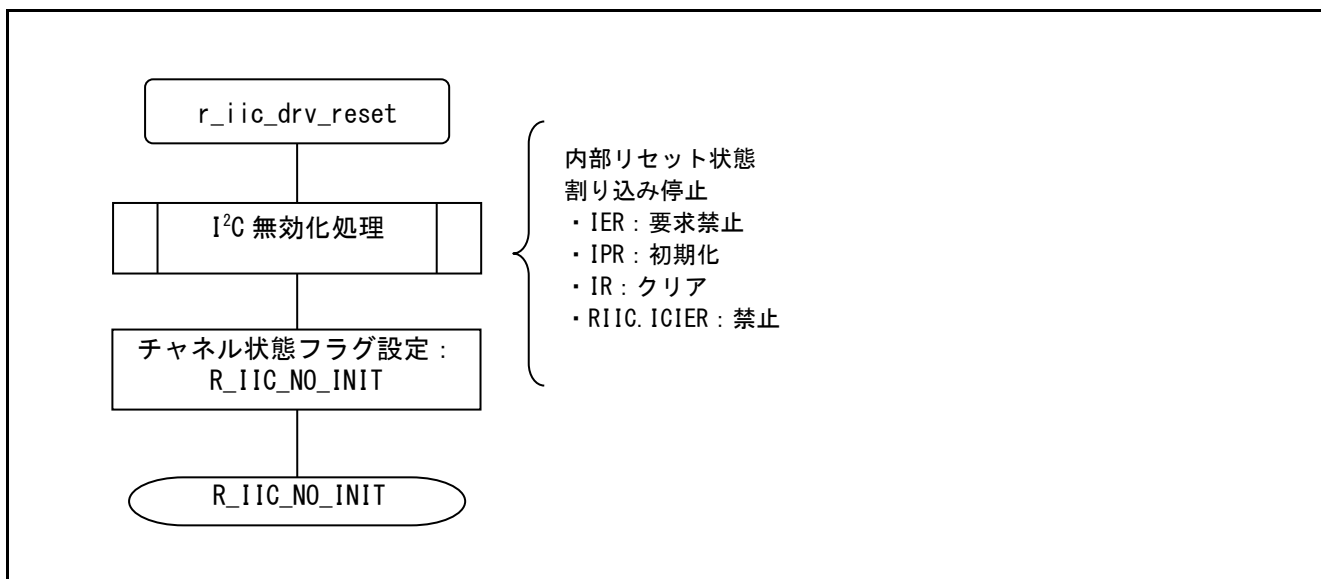 r_iic_drv_reset
I²C 無効化処理
チャネル状態フラグ設定：
R_IIC_NO_INIT
R_IIC_NO_INIT
内部リセット状態
割り込み停止
・IER：要求禁止
・IPR：初期化
・IR：クリア
・RIIC.ICIER：禁止